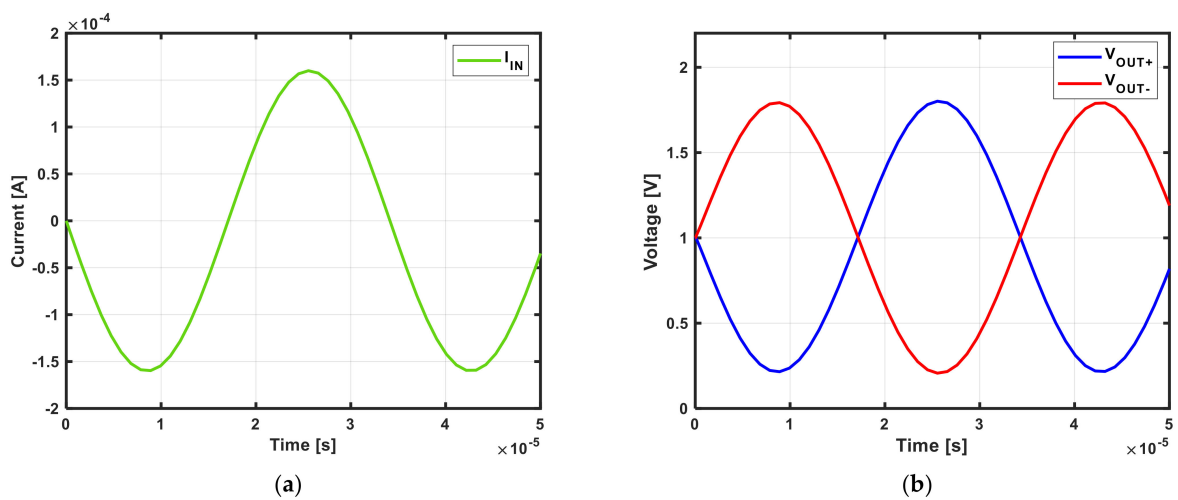 ×10⁻⁴
2
1.5
1
0.5
0
-0.5
-1
-1.5
-2
Current [A]
I_IN
0 1 2 3 4 5
Time [s]
×10⁻⁵
(a)
2
1.5
1
0.5
0
Voltage [V]
V_OUT+
V_OUT-
0 1 2 3 4 5
Time [s]
×10⁻⁵
(b)